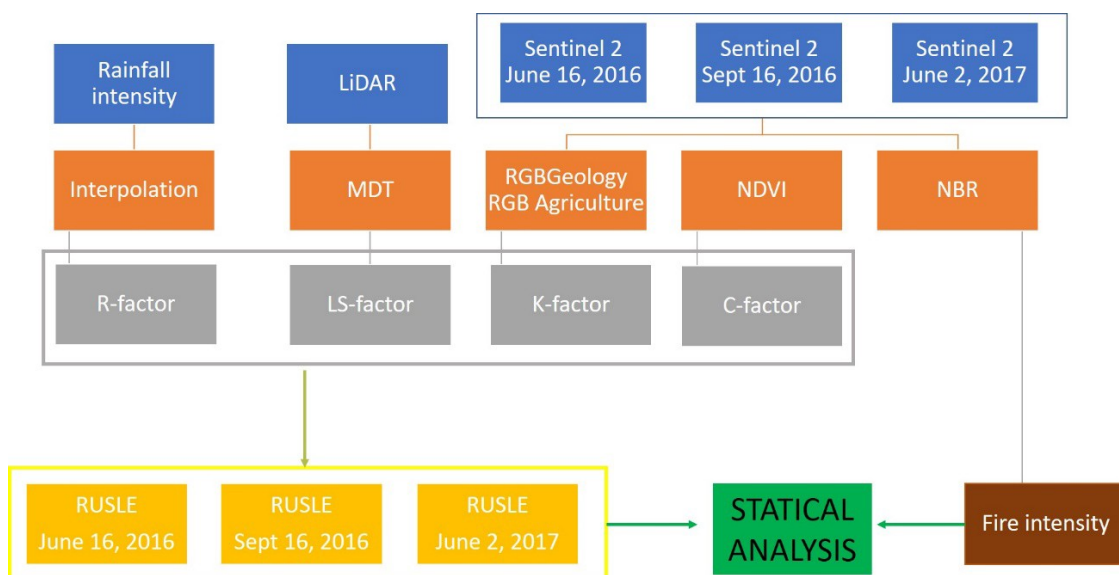 Rainfall
intensity
LiDAR
Sentinel 2
June 16, 2016
Sentinel 2
Sept 16, 2016
Sentinel 2
June 2, 2017
Interpolation
MDT
RGBGeology
RGB Agriculture
NDVI
NBR
R-factor
LS-factor
K-factor
C-factor
RUSLE
June 16, 2016
RUSLE
Sept 16, 2016
RUSLE
June 2, 2017
STATICAL
ANALYSIS
Fire intensity